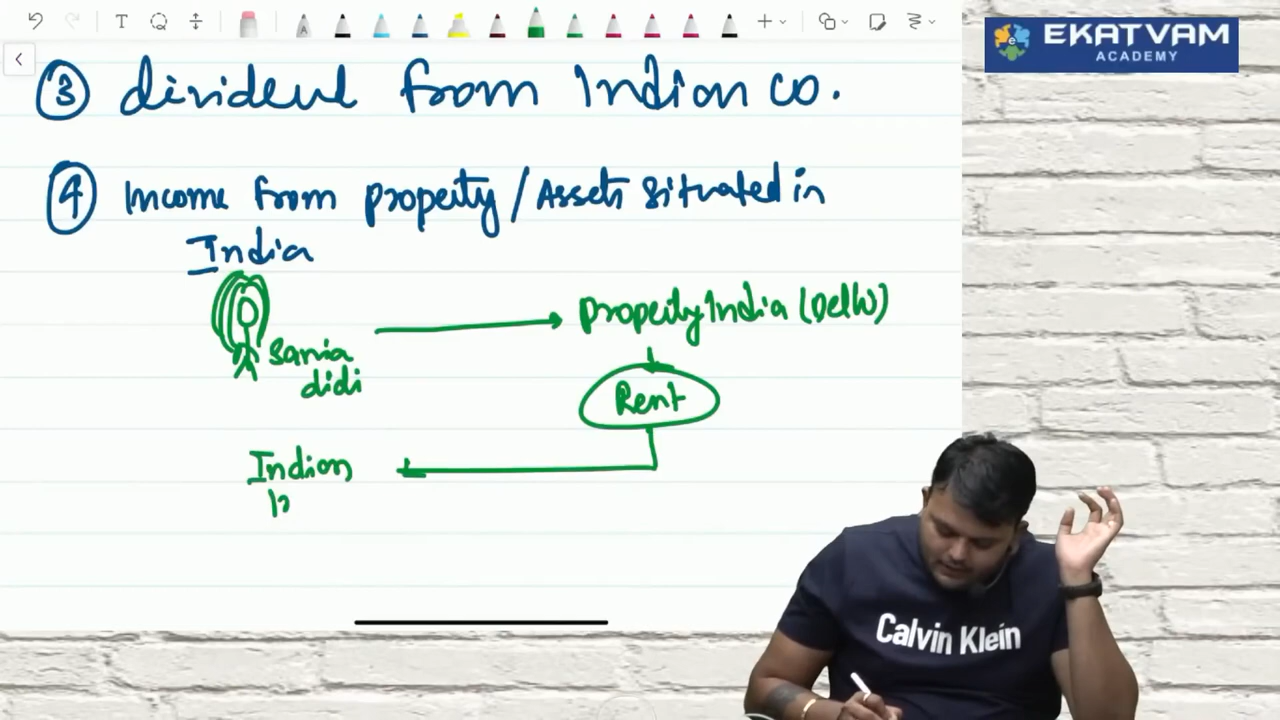 EKATVAM
ACADEMY
③ dividend from Indian co.
④ Income from property / Assets situated in
India
Sania
didi
property India (Delhi)
Rent
Indian
Calvin Klein